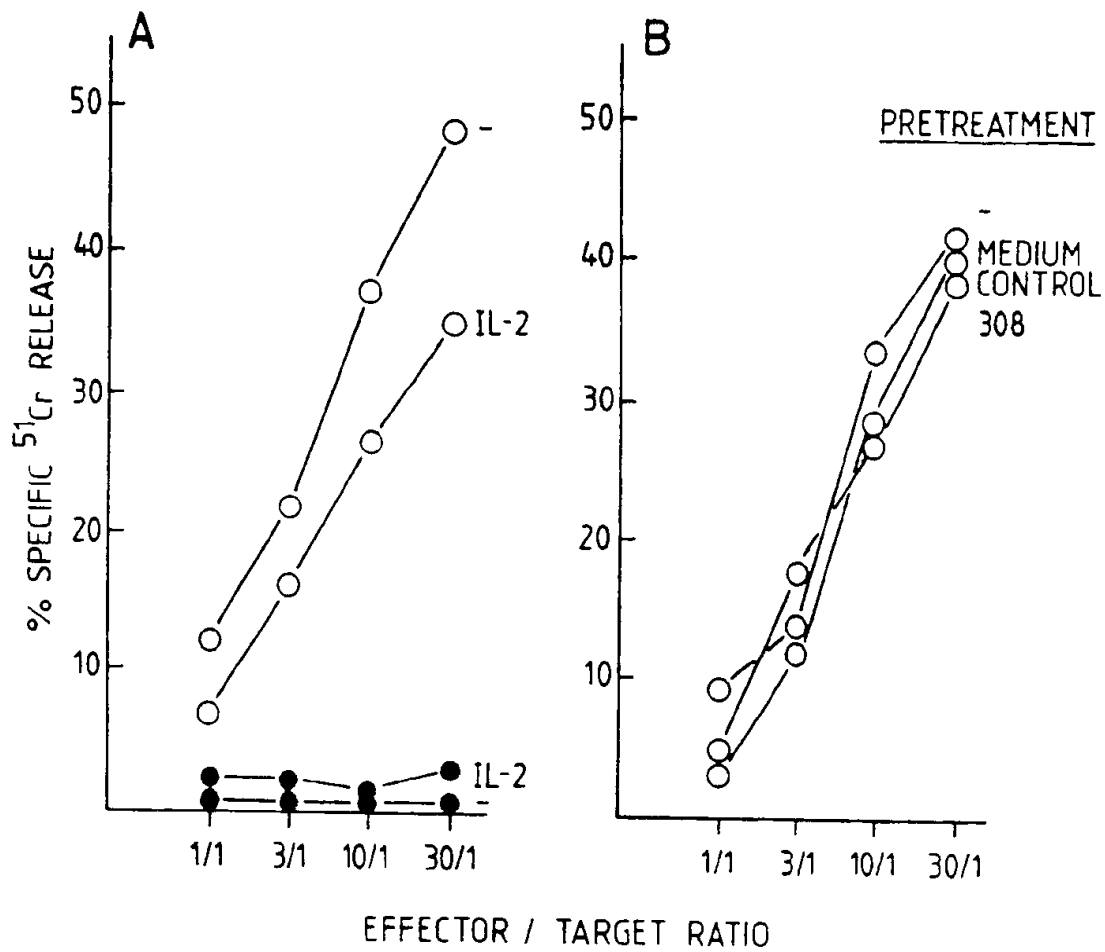 A
50
40
30
20
10
% SPECIFIC ⁵¹Cr RELEASE
-
IL-2
IL-2
-
1/1 3/1 10/1 30/1
B
50
40
30
20
10
PRETREATMENT
-
MEDIUM
CONTROL
308
1/1 3/1 10/1 30/1
EFFECTOR / TARGET RATIO